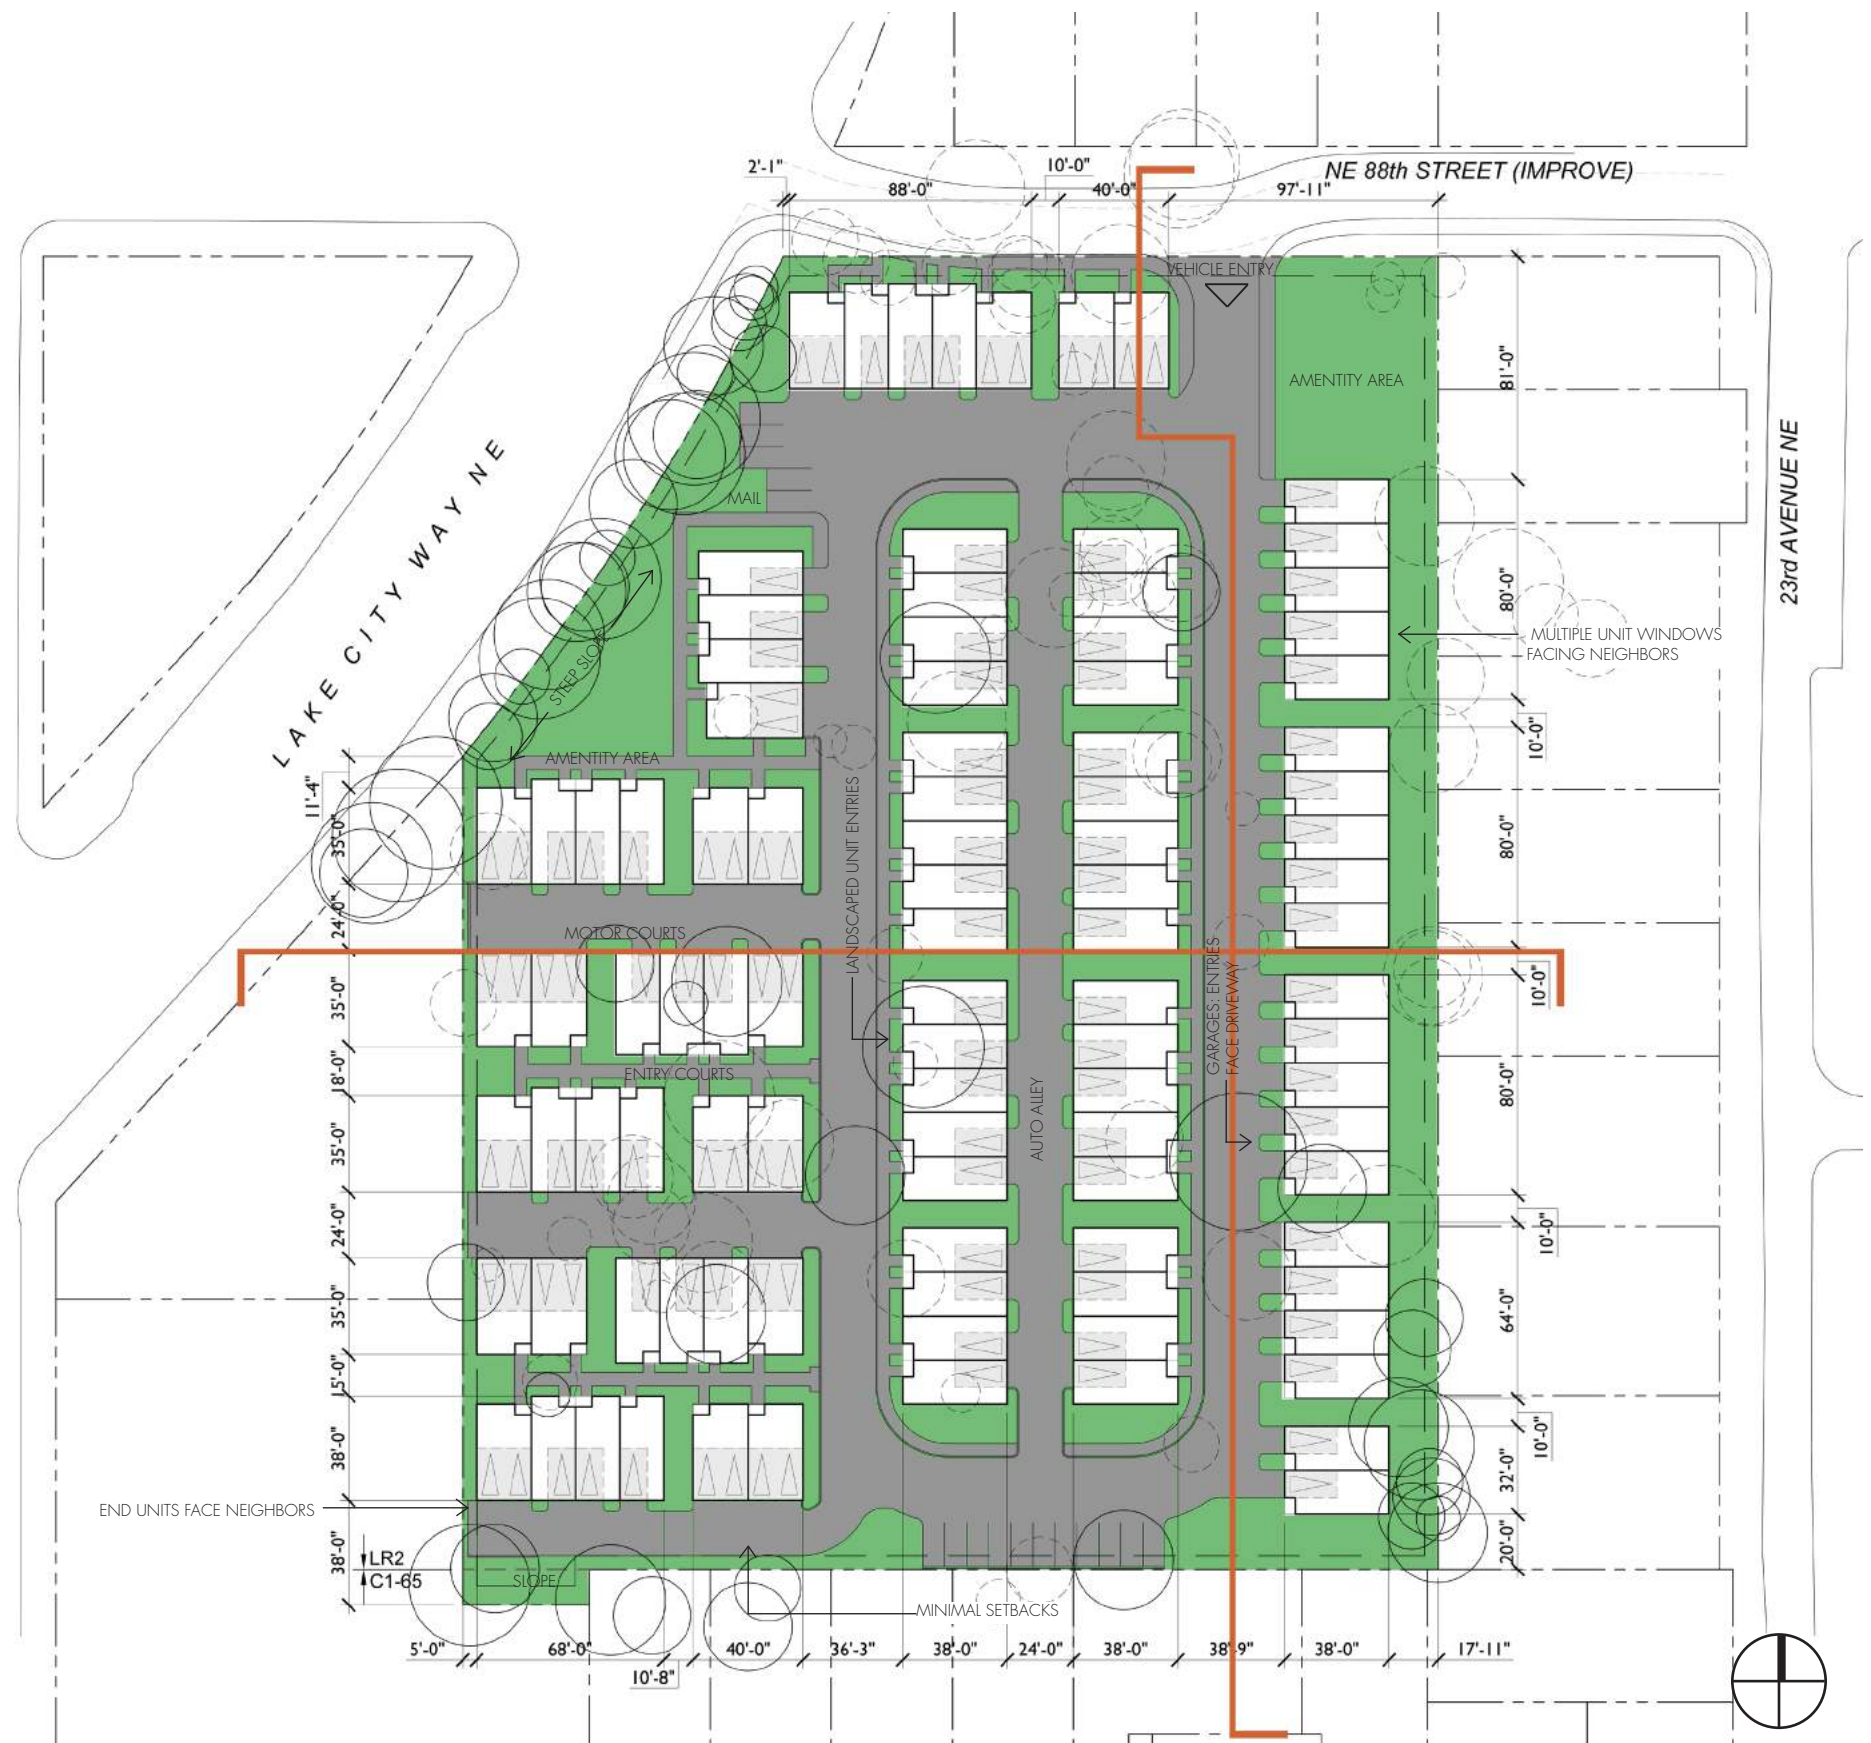 2'-1"
10'-0"
NE 88th STREET (IMPROVE)
88'-0"
40'-0"
97'-11"
VEHICLE ENTRY
AMENTITY AREA
81'-0"
LAKE CITY WAY NE
MAIL
23rd AVENUE NE
80'-0"
MULTIPLE UNIT WINDOWS
FACING NEIGHBORS
STEEP SLOPE
10'-0"
AMENTITY AREA
11'-4"
35'-0"
80'-0"
LANDSCAPED UNIT ENTRIES
24'-0"
MOTOR COURTS
GARAGES: ENTRIES
FACE DRIVEWAY
10'-0"
35'-0"
18'-0"
ENTRY COURTS
80'-0"
AUTO ALLEY
35'-0"
24'-0"
10'-0"
35'-0"
64'-0"
15'-0"
38'-0"
10'-0"
32'-0"
END UNITS FACE NEIGHBORS
38'-0"
20'-0"
LR2
C1-65
SLOPE
MINIMAL SETBACKS
5'-0"
68'-0"
40'-0"
36'-3"
38'-0"
24'-0"
38'-0"
38'-9"
38'-0"
17'-11"
10'-8"